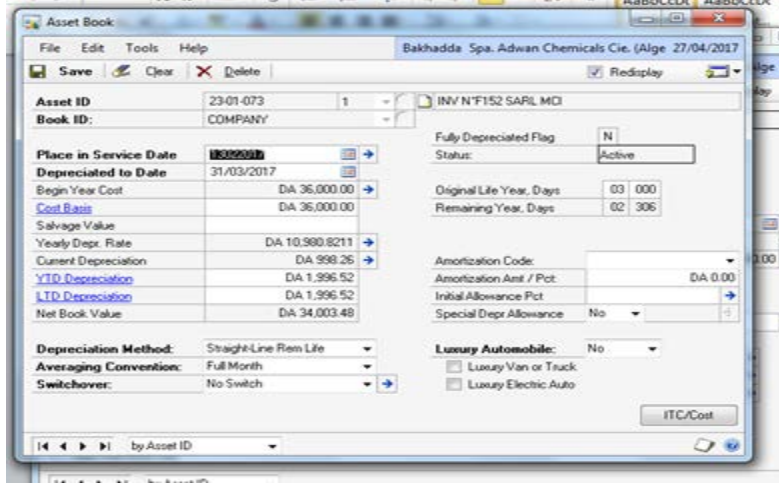 AaBbCcDc AaBbCcDc
Asset Book
File Edit Tools Help Bakhadda Spa. Adwan Chemicals Cie. (Alge 27/04/2017
Save Clear Delete Redisplay
Asset ID 23-01-073 1 INV N°F152 SARL MCI
Book ID: COMPANY
Fully Depreciated Flag N
Place in Service Date 13022017 Status: Active
Depreciated to Date 31/03/2017
Begin Year Cost DA 36,000.00 Original Life Year, Days 03 000
Cost Basis DA 36,000.00 Remaining Year, Days 02 306
Salvage Value
Yearly Depr. Rate DA 10,980.8211
Current Depreciation DA 998.26 Amortization Code:
YTD Depreciation DA 1,996.52 Amortization Amt / Pct DA 0.00
LTD Depreciation DA 1,996.52 Initial Allowance Pct
Net Book Value DA 34,003.48 Special Depr Allowance No
Depreciation Method: Straight-Line Rem Life Luxury Automobile: No
Averaging Convention: Full Month Luxury Van or Truck
Switchover: No Switch Luxury Electric Auto
ITC/Cost
by Asset ID
by Asset ID